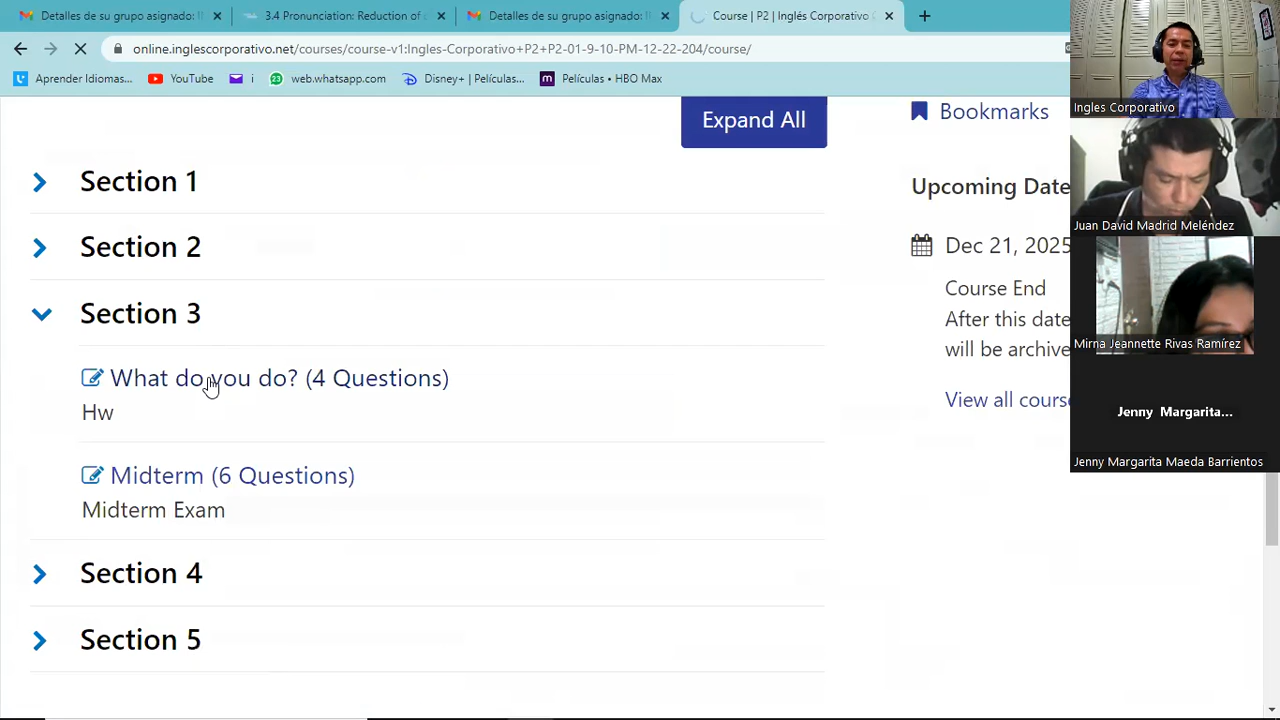 Detalles de su grupo asignado: I
3.4 Pronunciation: Reduction of
Detalles de su grupo asignado: I
Course | P2 | Inglés Corporativo
online.inglescorporativo.net/courses/course-v1:Ingles-Corporativo+P2+P2-01-9-10-PM-12-22-204/course/
Aprender Idiomas...
YouTube
i
web.whatsapp.com
Disney+ - Películas...
Películas • HBO Max
Ingles Corporativo
Expand All
Bookmarks
Section 1
Upcoming Date
Juan David Madrid Meléndez
Section 2
Dec 21, 2025
Course End
Section 3
After this date
will be archive
Mirna Jeannette Rivas Ramírez
What do you do? (4 Questions)
Hw
View all cours
Jenny Margarita...
Jenny Margarita Maeda Barrientos
Midterm (6 Questions)
Midterm Exam
Section 4
Section 5